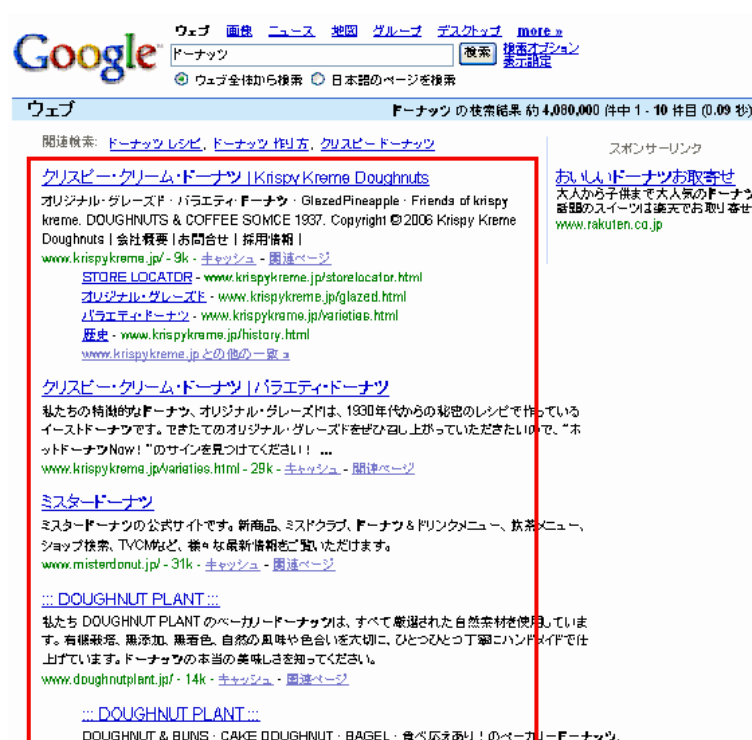 ウェブ 画像 ニュース 地図 グループ デスクトップ more »
Google
ドーナッツ 検索 検索オプション
表示設定
ウェブ全体から検索 日本語のページを検索
ウェブ ドーナッツ の検索結果 約 4,080,000 件中 1 - 10 件目 (0.09 秒)
関連検索: ドーナッツ レシピ, ドーナッツ 作り方, クリスピー ドーナッツ
クリスピー・クリーム・ドーナツ | Krispy Kreme Doughnuts
オリジナル・グレーズド · バラエティ・ドーナツ · GlazedPineapple · Friends of krispy
kreme. DOUGHNUTS & COFFEE SOMCE 1937. Copyright © 2006 Krispy Kreme
Doughnuts | 会社概要 | お問合せ | 採用情報 |
www.krispykreme.jp/ - 9k - キャッシュ - 関連ページ
STORE LOCATOR - www.krispykreme.jp/storelocator.html
オリジナル・グレーズド - www.krispykreme.jp/glazed.html
バラエティ・ドーナツ - www.krispykreme.jp/varieties.html
歴史 - www.krispykreme.jp/history.html
www.krispykreme.jp との他の一致 »
クリスピー・クリーム・ドーナツ | バラエティ・ドーナツ
私たちの特徴的なドーナツ、オリジナル・グレーズドは、1930年代からの秘密のレシピで作っている
イーストドーナツです。できたてのオリジナル・グレーズドをぜひ召し上がっていただきたいので、“ホ
ットドーナツNow!”のサインを見つけてください! ...
www.krispykreme.jp/varieties.html - 29k - キャッシュ - 関連ページ
ミスタードーナツ
ミスタードーナツの公式サイトです。新商品、ミスドクラブ、ドーナツ&ドリンクメニュー、飲茶メニュー、
ショップ検索、TVCMなど、様々な最新情報をご覧いただけます。
www.misterdonut.jp/ - 31k - キャッシュ - 関連ページ
::: DOUGHNUT PLANT :::
私たち DOUGHNUT PLANT のベーカリードーナッツは、すべて厳選された自然素材を使用していま
す。有機栽培、無添加、無着色、自然の風味や色合いを大切に、ひとつひとつ丁寧にハンドメイドで仕
上げています。ドーナッツの本当の美味しさを知ってください。
www.doughnutplant.jp/ - 14k - キャッシュ - 関連ページ
::: DOUGHNUT PLANT :::
DOUGHNUT & BUNS · CAKE DOUGHNUT · BAGEL · 食べ応えあり!のベーカリードーナッツ、
スポンサーリンク
おいしいドーナツお取寄せ
大人から子供まで大人気のドーナツ
話題のスイーツは楽天でお取り寄せ
www.rakuten.co.jp